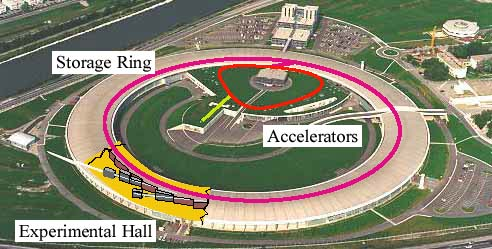 Storage Ring
Accelerators
Experimental Hall